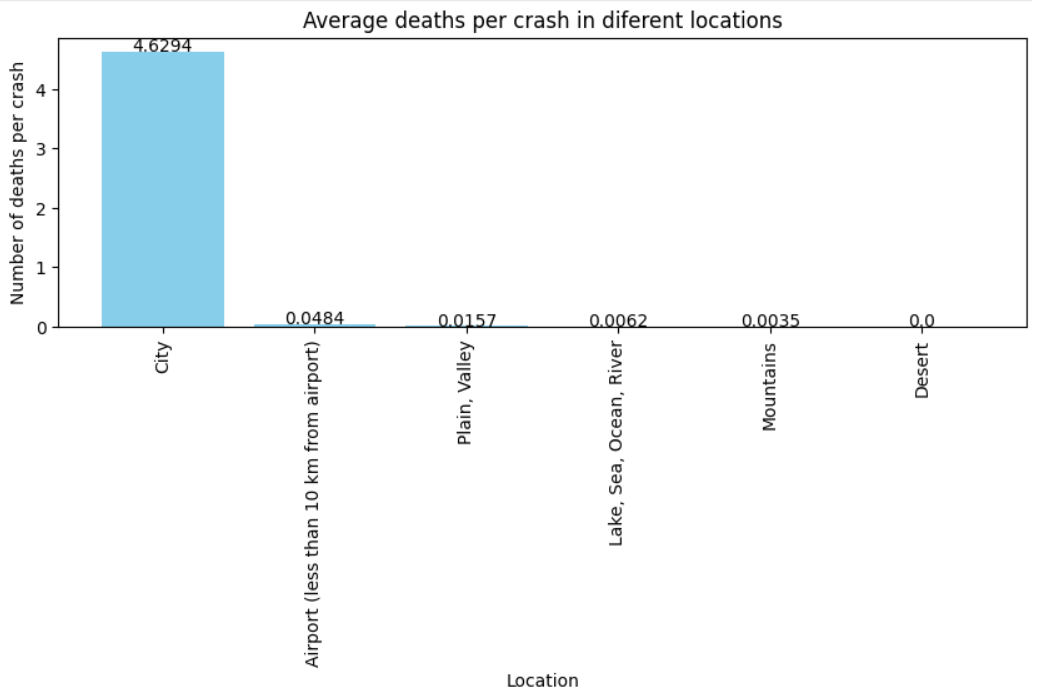 Average deaths per crash in diferent locations
Number of deaths per crash
4
3
2
1
0
4.6294
0.0484
0.0157
0.0062
0.0035
0.0
City
Airport (less than 10 km from airport)
Plain, Valley
Lake, Sea, Ocean, River
Mountains
Desert
Location